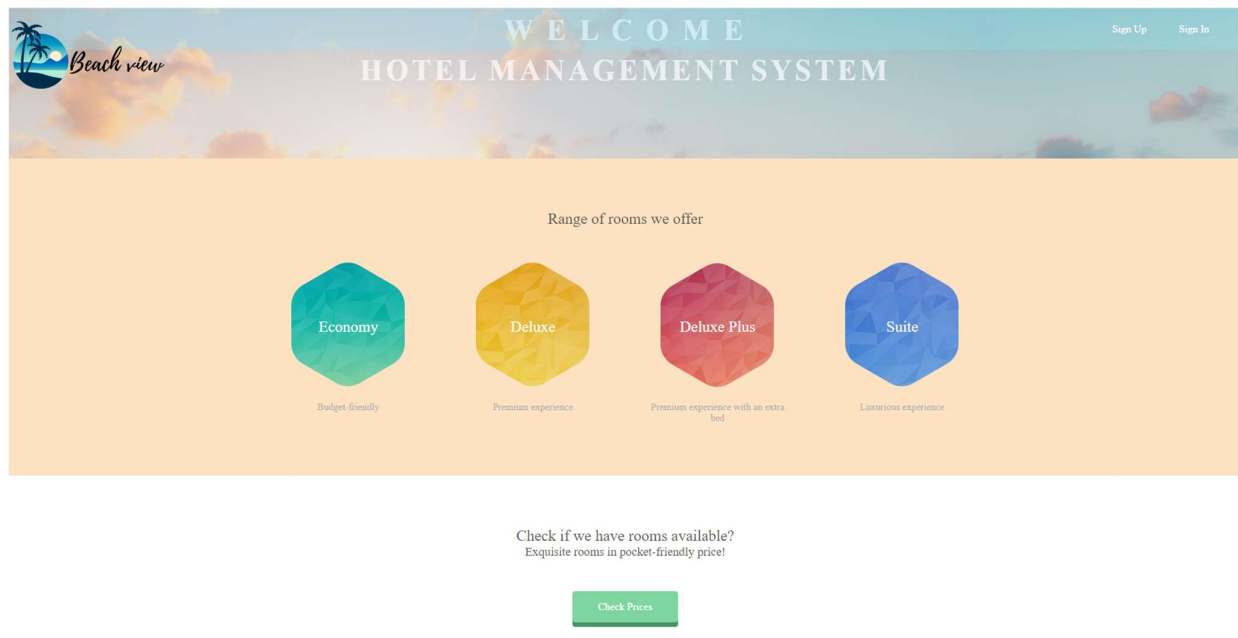 W E L C O M E
Sign Up Sign In
Beach view
HOTEL MANAGEMENT SYSTEM
Range of rooms we offer
Economy Deluxe Deluxe Plus Suite
Budget-friendly Premium experience Premium experience with an extra Luxurious experience
bed
Check if we have rooms available?
Exquisite rooms in pocket-friendly price!
Check Prices